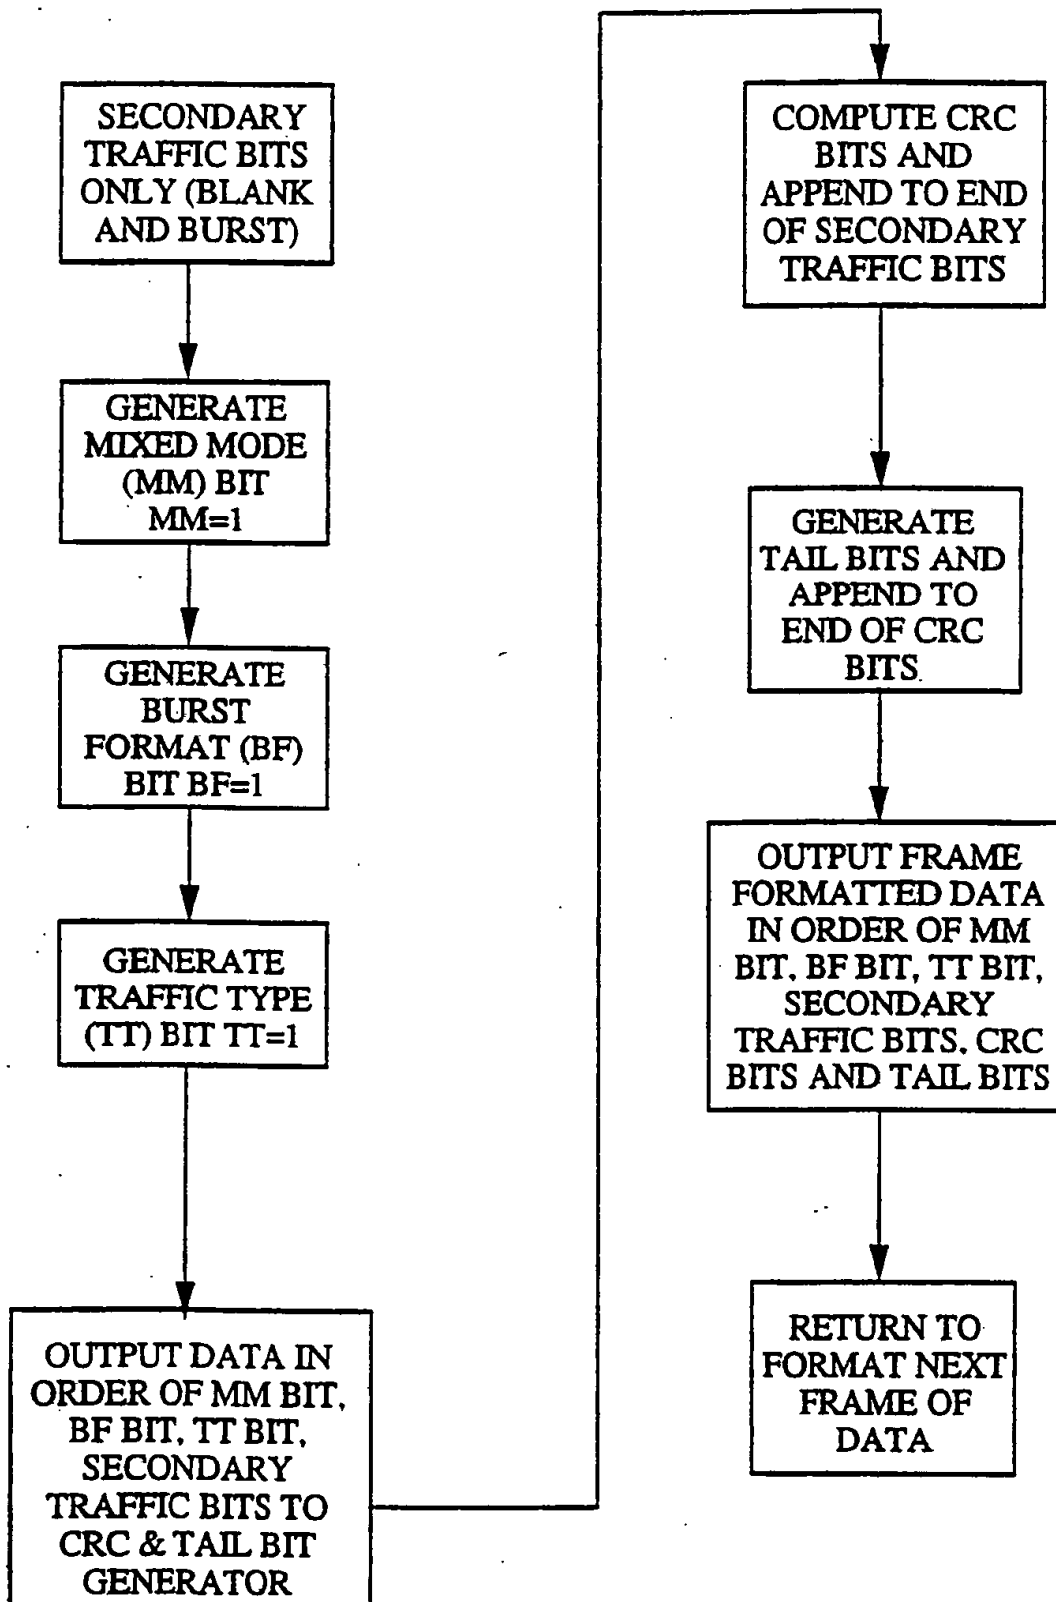 SECONDARY
TRAFFIC BITS
ONLY (BLANK
AND BURST)
GENERATE
MIXED MODE
(MM) BIT
MM=1
GENERATE
BURST
FORMAT (BF)
BIT BF=1
GENERATE
TRAFFIC TYPE
(TT) BIT TT=1
OUTPUT DATA IN
ORDER OF MM BIT,
BF BIT, TT BIT,
SECONDARY
TRAFFIC BITS TO
CRC & TAIL BIT
GENERATOR
COMPUTE CRC
BITS AND
APPEND TO END
OF SECONDARY
TRAFFIC BITS
GENERATE
TAIL BITS AND
APPEND TO
END OF CRC
BITS
OUTPUT FRAME
FORMATTED DATA
IN ORDER OF MM
BIT, BF BIT, TT BIT,
SECONDARY
TRAFFIC BITS, CRC
BITS AND TAIL BITS
RETURN TO
FORMAT NEXT
FRAME OF
DATA